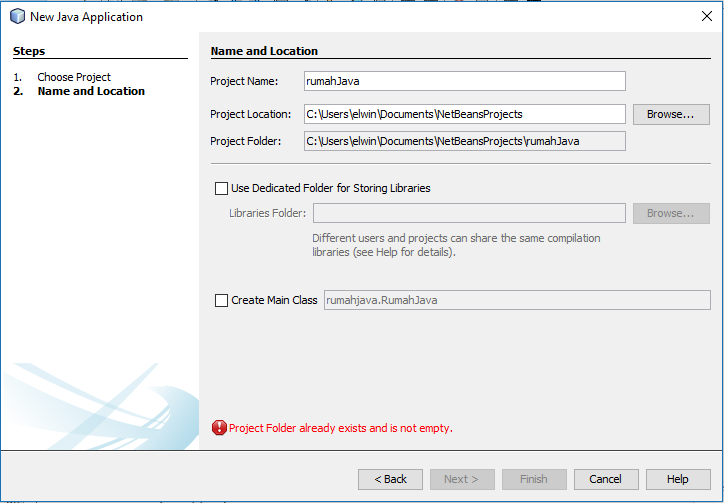 New Java Application
Steps
1. Choose Project
2. Name and Location
Name and Location
Project Name: rumahJava
Project Location: C:\Users\elwin\Documents\NetBeansProjects Browse...
Project Folder: C:\Users\elwin\Documents\NetBeansProjects\rumahJava
Use Dedicated Folder for Storing Libraries
Libraries Folder: Browse...
Different users and projects can share the same compilation
libraries (see Help for details).
Create Main Class rumahjava.RumahJava
Project Folder already exists and is not empty.
< Back Next > Finish Cancel Help